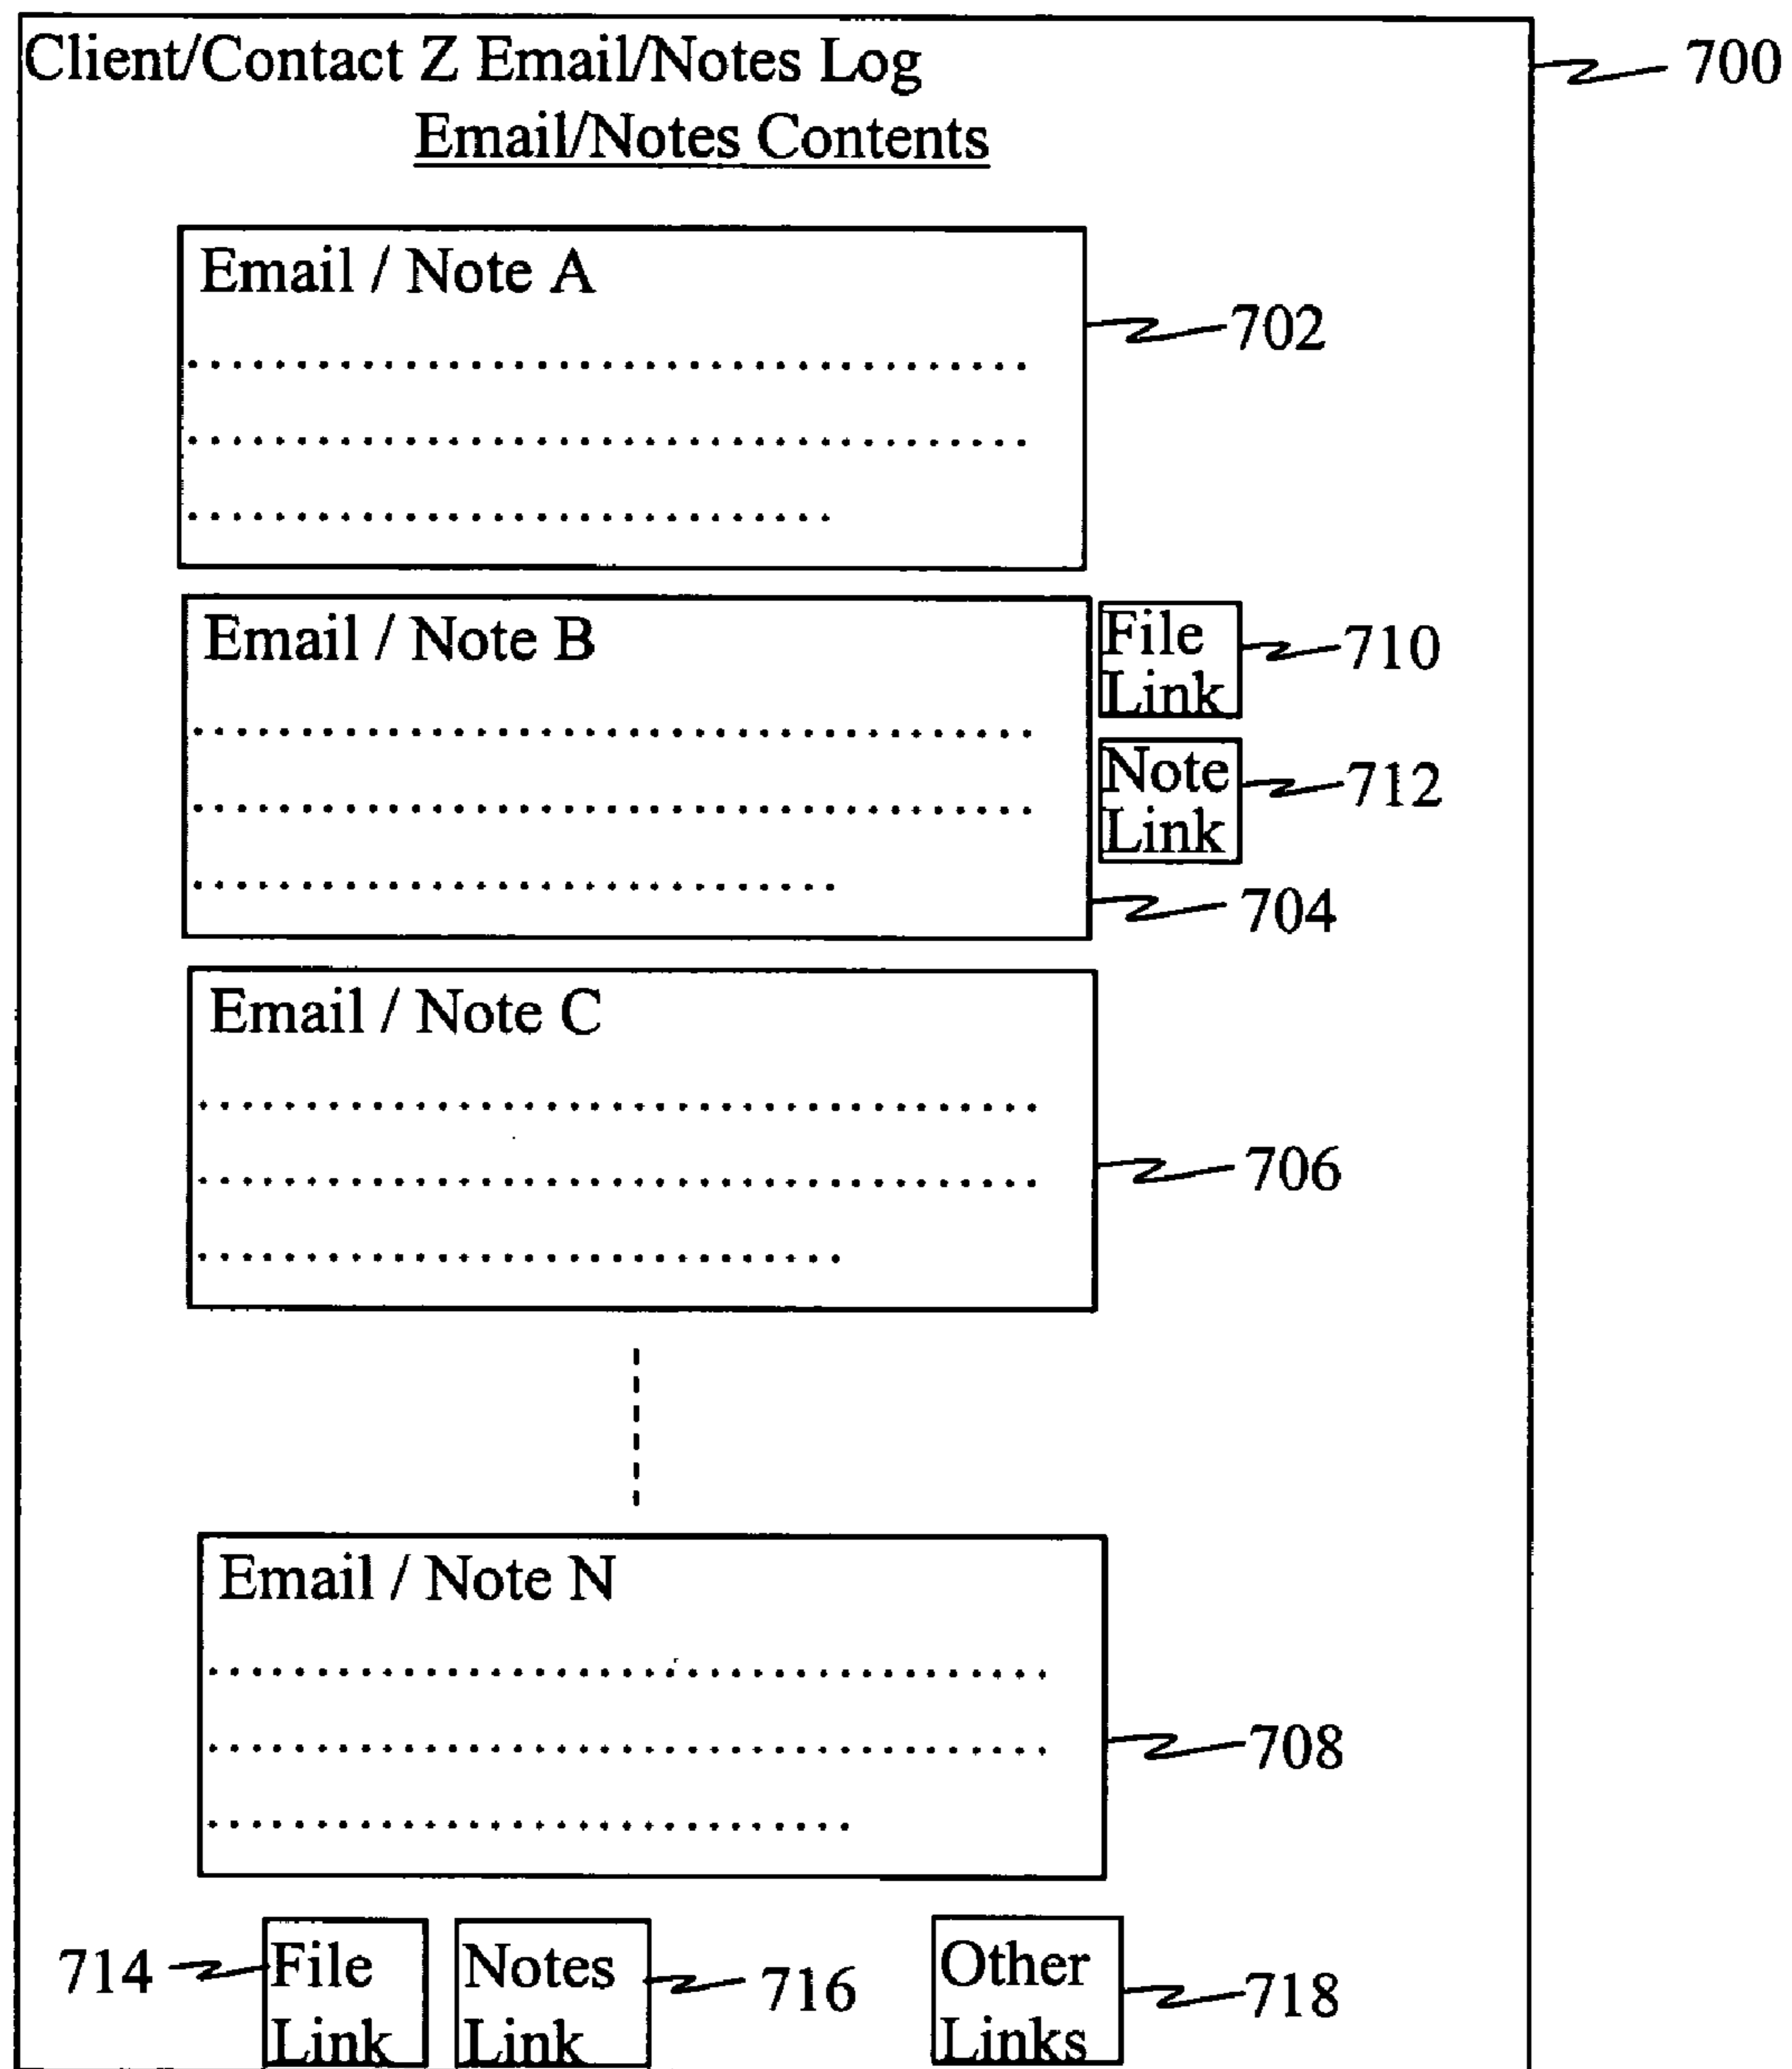 Client/Contact Z Email/Notes Log
700
Email/Notes Contents
Email / Note A
702
Email / Note B
File
Link
710
Note
Link
712
704
Email / Note C
706
Email / Note N
708
714
File
Link
Notes
Link
716
Other
Links
718